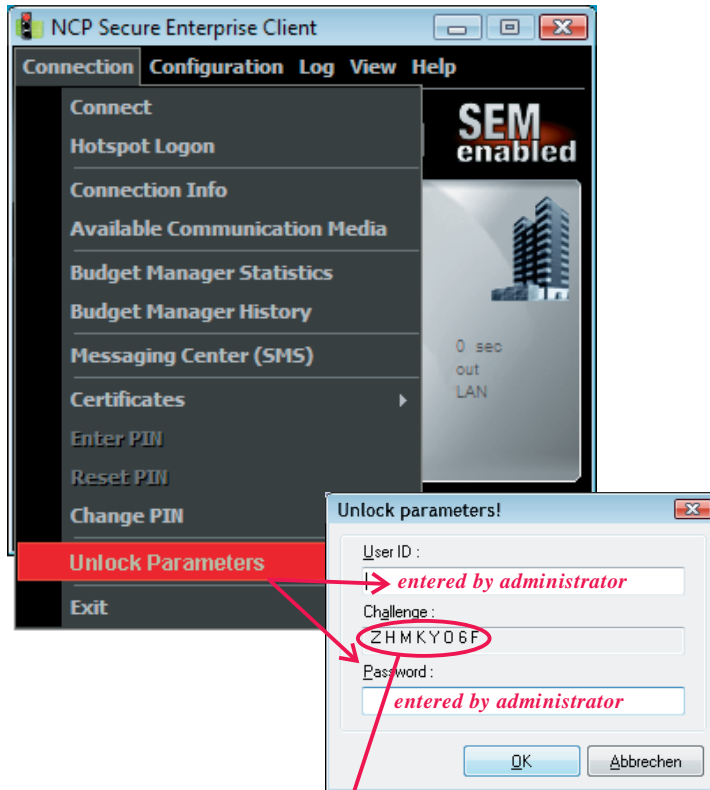 NCP Secure Enterprise Client
Connection Configuration Log View Help
Connect
Hotspot Logon
Connection Info
Available Communication Media
Budget Manager Statistics
Budget Manager History
Messaging Center (SMS)
Certificates
Enter PIN
Reset PIN
Change PIN
Unlock Parameters
Exit
SEM
enabled
0 sec
out
LAN
Unlock parameters!
User ID :
entered by administrator
Challenge :
ZHMKYO6F
Password :
entered by administrator
OK Abbrechen